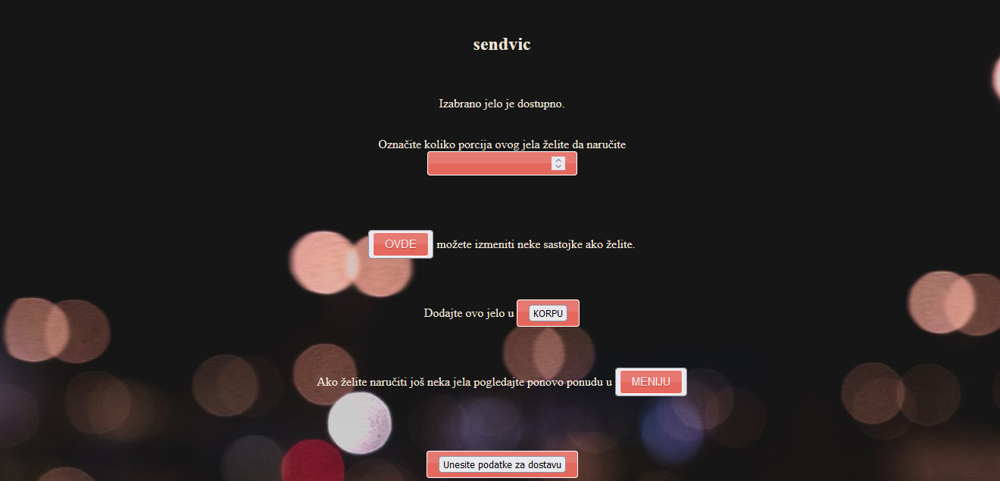 sendvic
Izabrano jelo je dostupno.
Označite koliko porcija ovog jela želite da naručite
OVDE možete izmeniti neke sastojke ako želite.
Dodajte ovo jelo u KORPU
Ako želite naručiti još neka jela pogledajte ponovo ponudu u MENIJU
Unesite podatke za dostavu